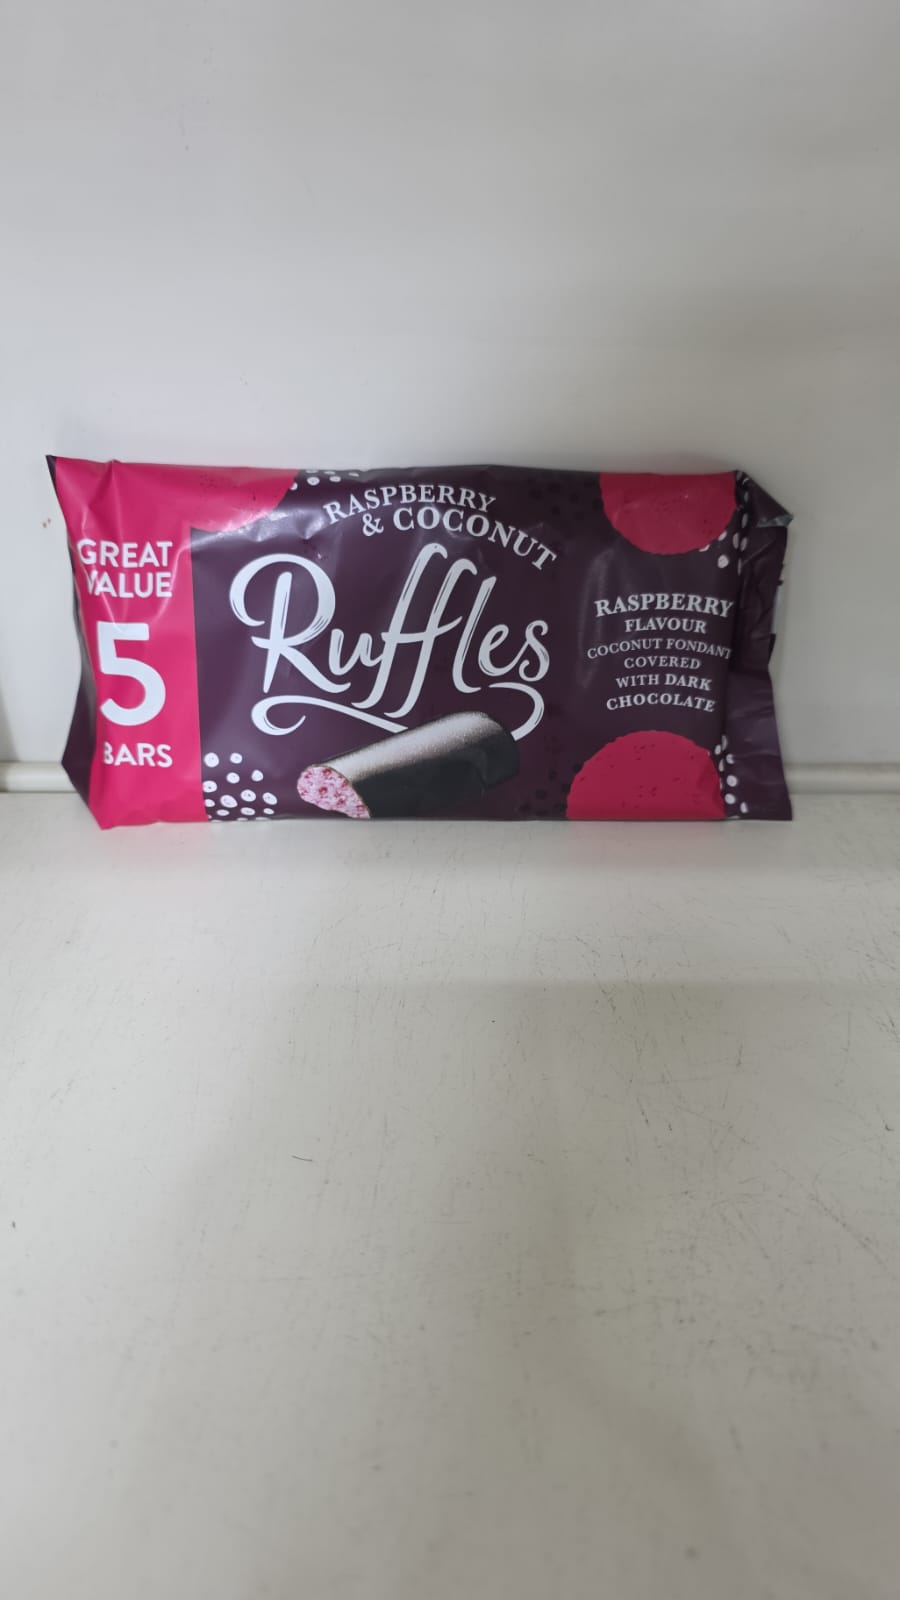 GREAT
VALUE
5
BARS
RASPBERRY
& COCONUT
Ruffles
RASPBERRY
FLAVOUR
COCONUT FONDANT
COVERED
WITH DARK
CHOCOLATE